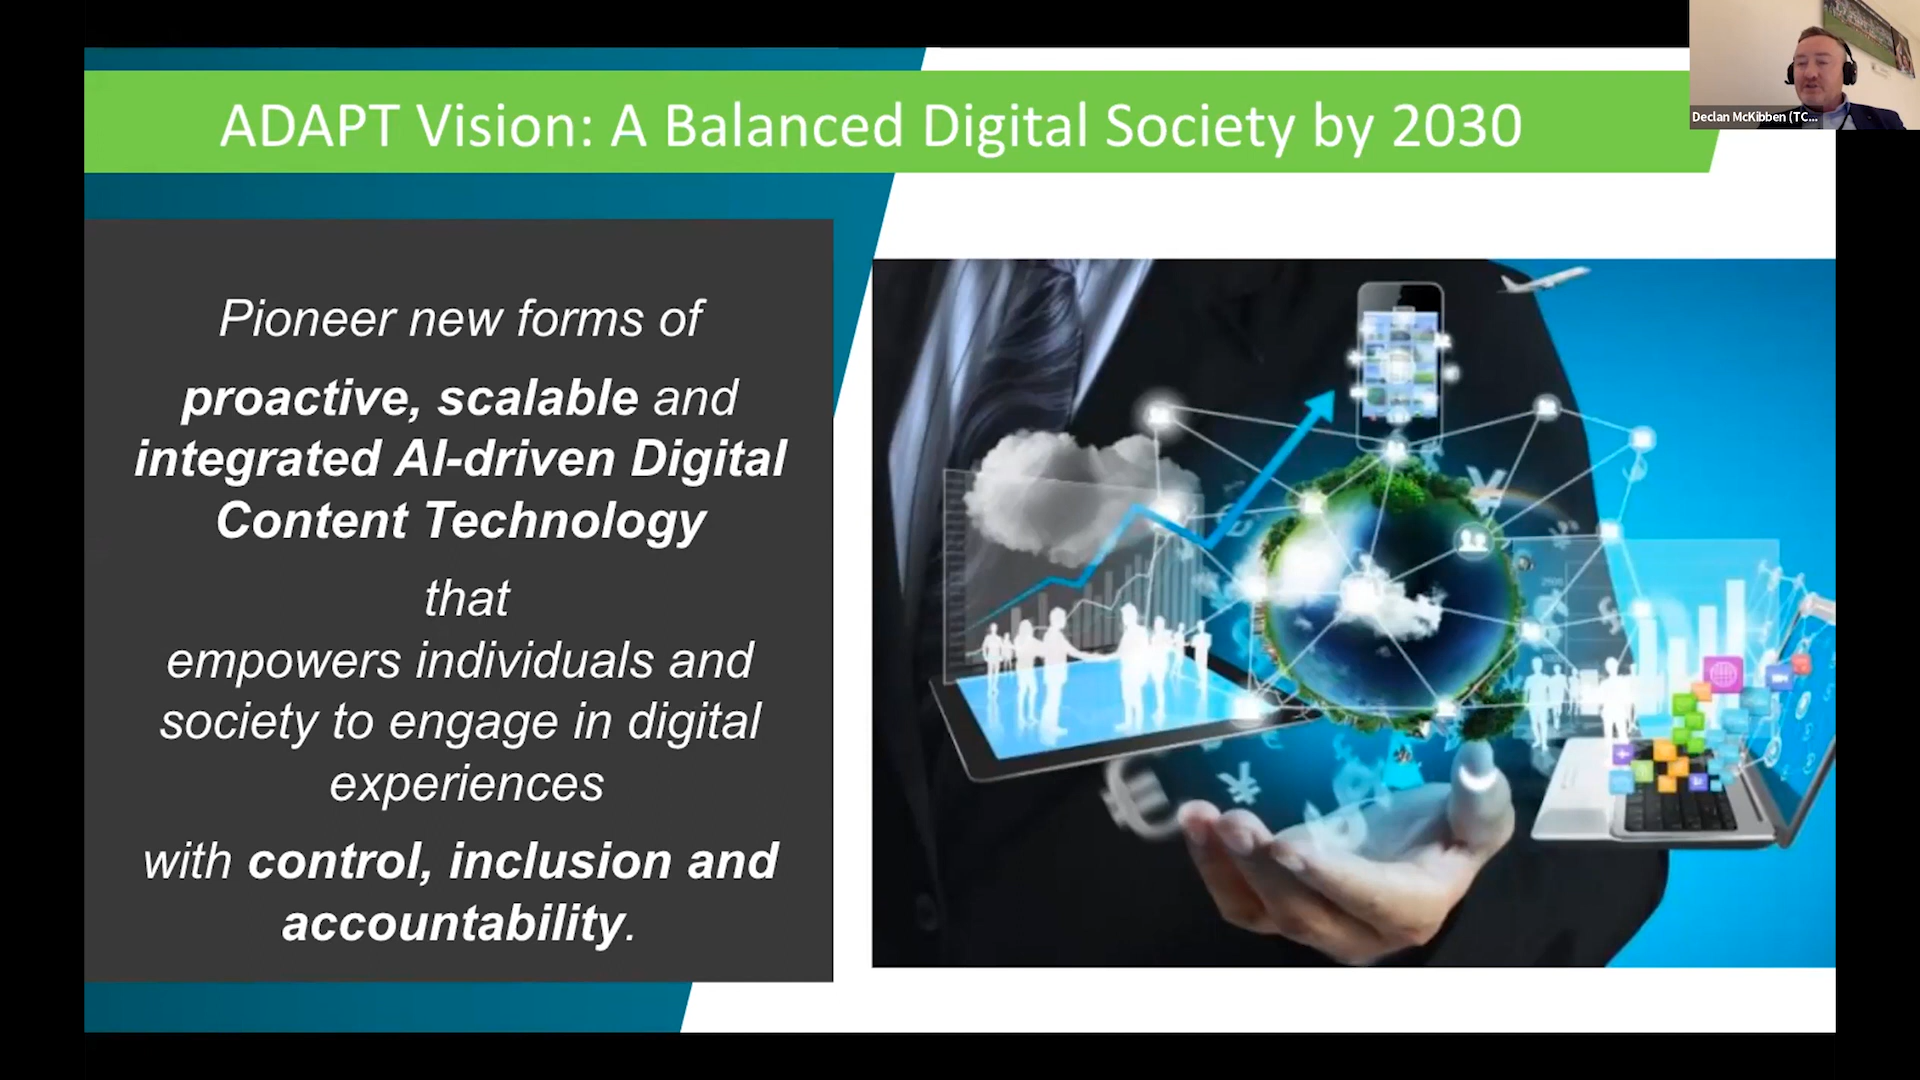 ADAPT Vision: A Balanced Digital Society by 2030
Declan McKibben (TC...
Pioneer new forms of
proactive, scalable and
integrated AI-driven Digital
Content Technology
that
empowers individuals and
society to engage in digital
experiences
with control, inclusion and
accountability.